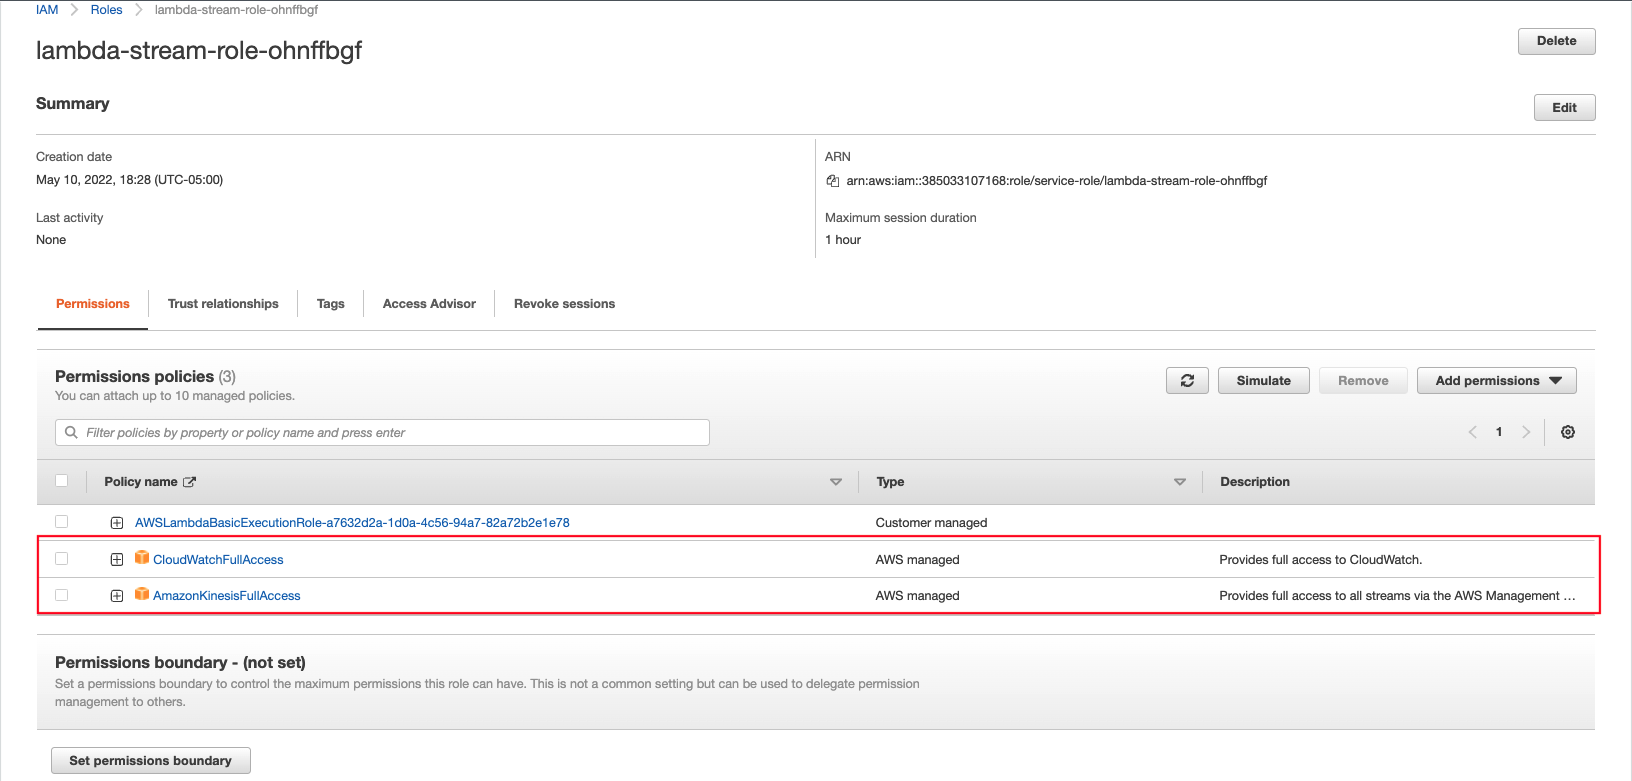 IAM > Roles > lambda-stream-role-ohnffbgf
lambda-stream-role-ohnffbgf
Delete
Summary
Edit
Creation date
May 10, 2022, 18:28 (UTC-05:00)
ARN
arn:aws:iam::385033107168:role/service-role/lambda-stream-role-ohnffbgf
Last activity
None
Maximum session duration
1 hour
Permissions Trust relationships Tags Access Advisor Revoke sessions
Permissions policies (3)
You can attach up to 10 managed policies.
Simulate Remove Add permissions
Filter policies by property or policy name and press enter
1
Policy name Type Description
AWSLambdaBasicExecutionRole-a7632d2a-1d0a-4c56-94a7-82a72b2e1e78 Customer managed
CloudWatchFullAccess AWS managed Provides full access to CloudWatch.
AmazonKinesisFullAccess AWS managed Provides full access to all streams via the AWS Management ...
Permissions boundary - (not set)
Set a permissions boundary to control the maximum permissions this role can have. This is not a common setting but can be used to delegate permission
management to others.
Set permissions boundary